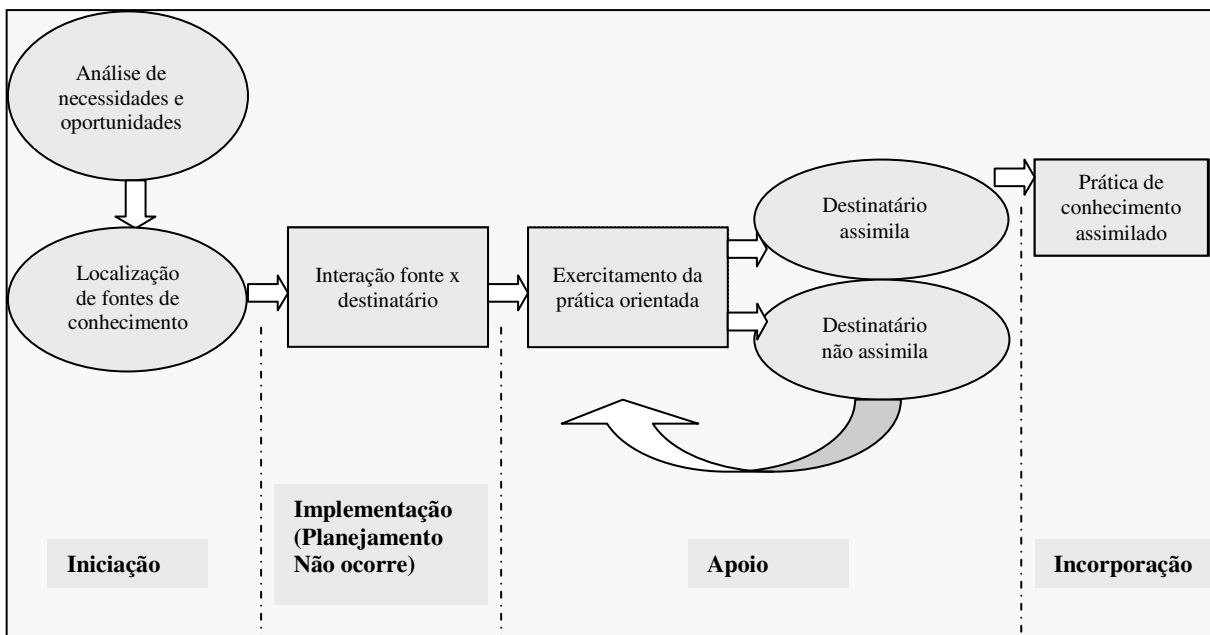 Análise de
necessidades e
oportunidades
Localização
de fontes de
conhecimento
Interação fonte x
destinatário
Exercitamento da
prática orientada
Destinatário
assimila
Destinatário
não assimila
Prática de
conhecimento
assimilado
Iniciação
Implementação
(Planejamento
Não ocorre)
Apoio
Incorporação